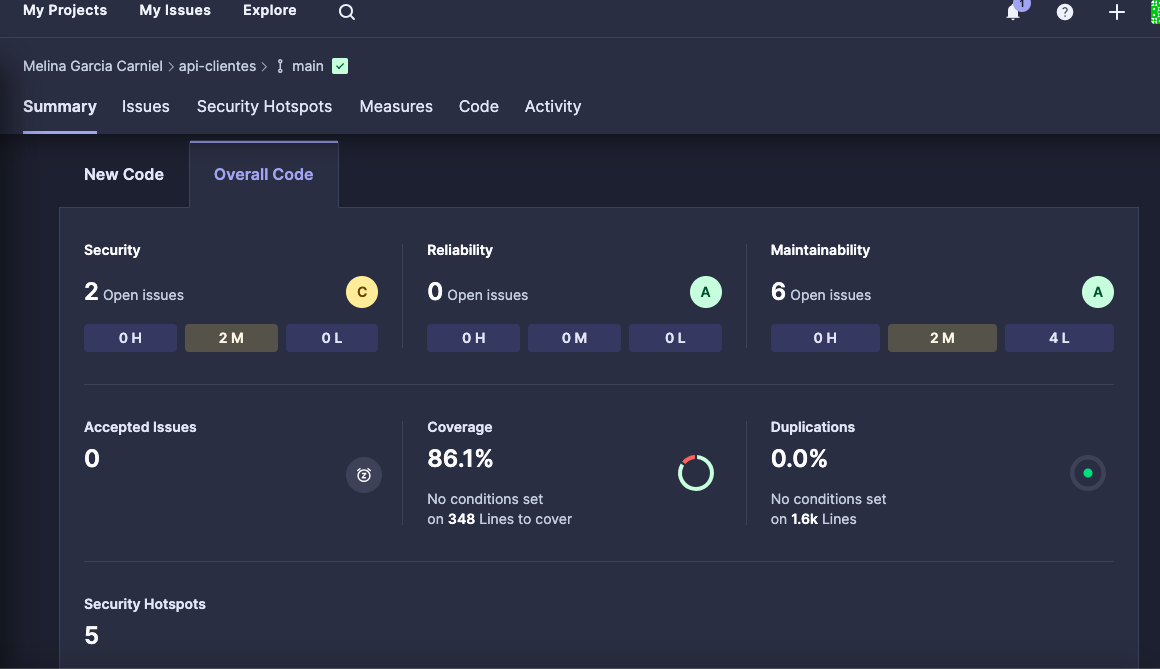 My Projects My Issues Explore 1 ?
Melina Garcia Carniel > api-clientes > main
Summary Issues Security Hotspots Measures Code Activity
New Code Overall Code
Security Reliability Maintainability
2 Open issues C 0 Open issues A 6 Open issues A
0 H 2 M 0 L 0 H 0 M 0 L 0 H 2 M 4 L
Accepted Issues Coverage Duplications
0 86.1% 0.0%
No conditions set No conditions set
on 348 Lines to cover on 1.6k Lines
Security Hotspots
5